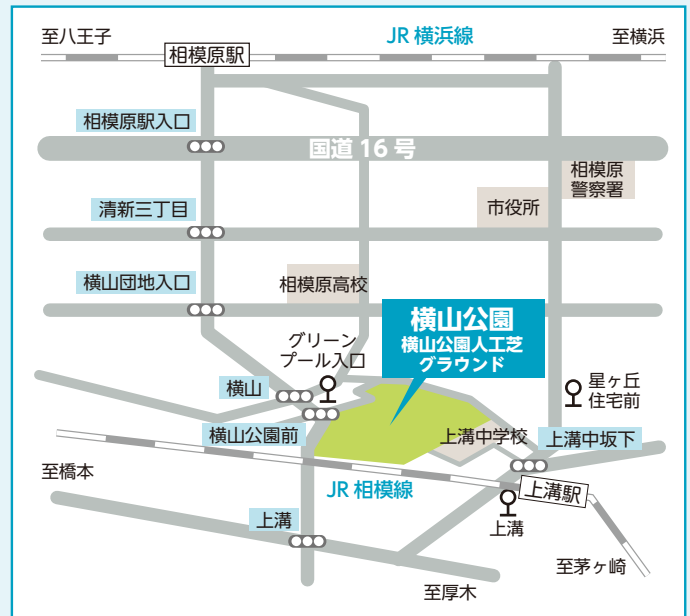 至八王子
JR 横浜線
至横浜
相模原駅
相模原駅入口
国道 16 号
相模原
警察署
清新三丁目
市役所
横山団地入口
相模原高校
横山公園
横山公園人工芝
グラウンド
グリーン
プール入口
星ヶ丘
住宅前
横山
横山公園前
上溝中学校
上溝中坂下
至橋本
JR 相模線
上溝駅
上溝
上溝
至茅ヶ崎
至厚木